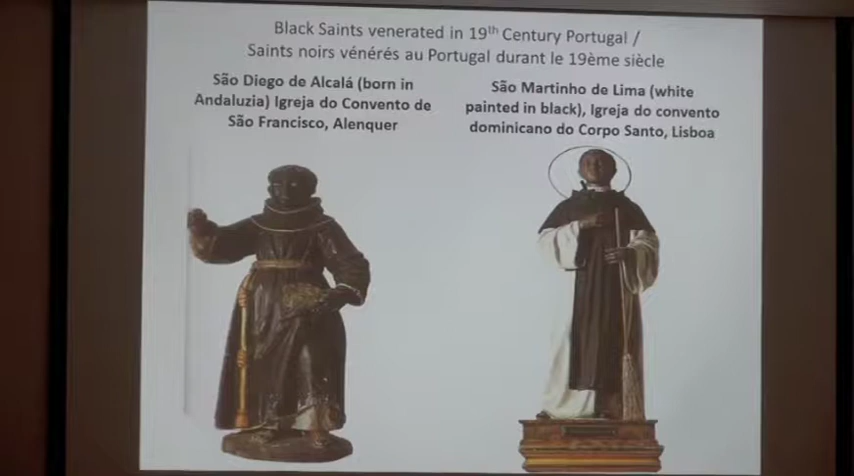 Black Saints venerated in 19th Century Portugal /
Saints noirs vénérés au Portugal durant le 19ème siècle
São Diego de Alcalá (born in
Andaluzia) Igreja do Convento de
São Francisco, Alenquer
São Martinho de Lima (white
painted in black), Igreja do convento
dominicano do Corpo Santo, Lisboa